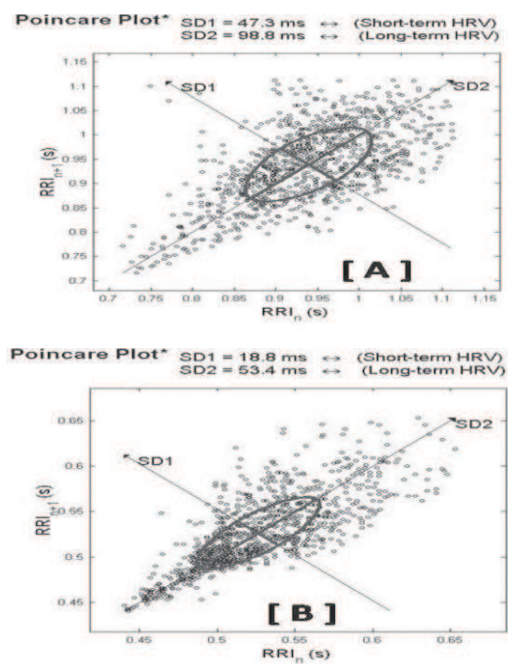 Poincare Plot* SD1 = 47.3 ms ↔ (Short-term HRV)
SD2 = 98.8 ms ↔ (Long-term HRV)
1.15
1.1
1.05
1
0.95
0.9
0.85
0.8
0.75
0.7
RRI n+1 (s)
SD1
SD2
[ A ]
0.7 0.75 0.8 0.85 0.9 0.95 1 1.05 1.1 1.15
RRI n (s)
Poincare Plot* SD1 = 18.8 ms ↔ (Short-term HRV)
SD2 = 53.4 ms ↔ (Long-term HRV)
0.65
0.6
0.55
0.5
0.45
RRI n+1 (s)
SD1
SD2
[ B ]
0.45 0.5 0.55 0.6 0.65
RRI n (s)